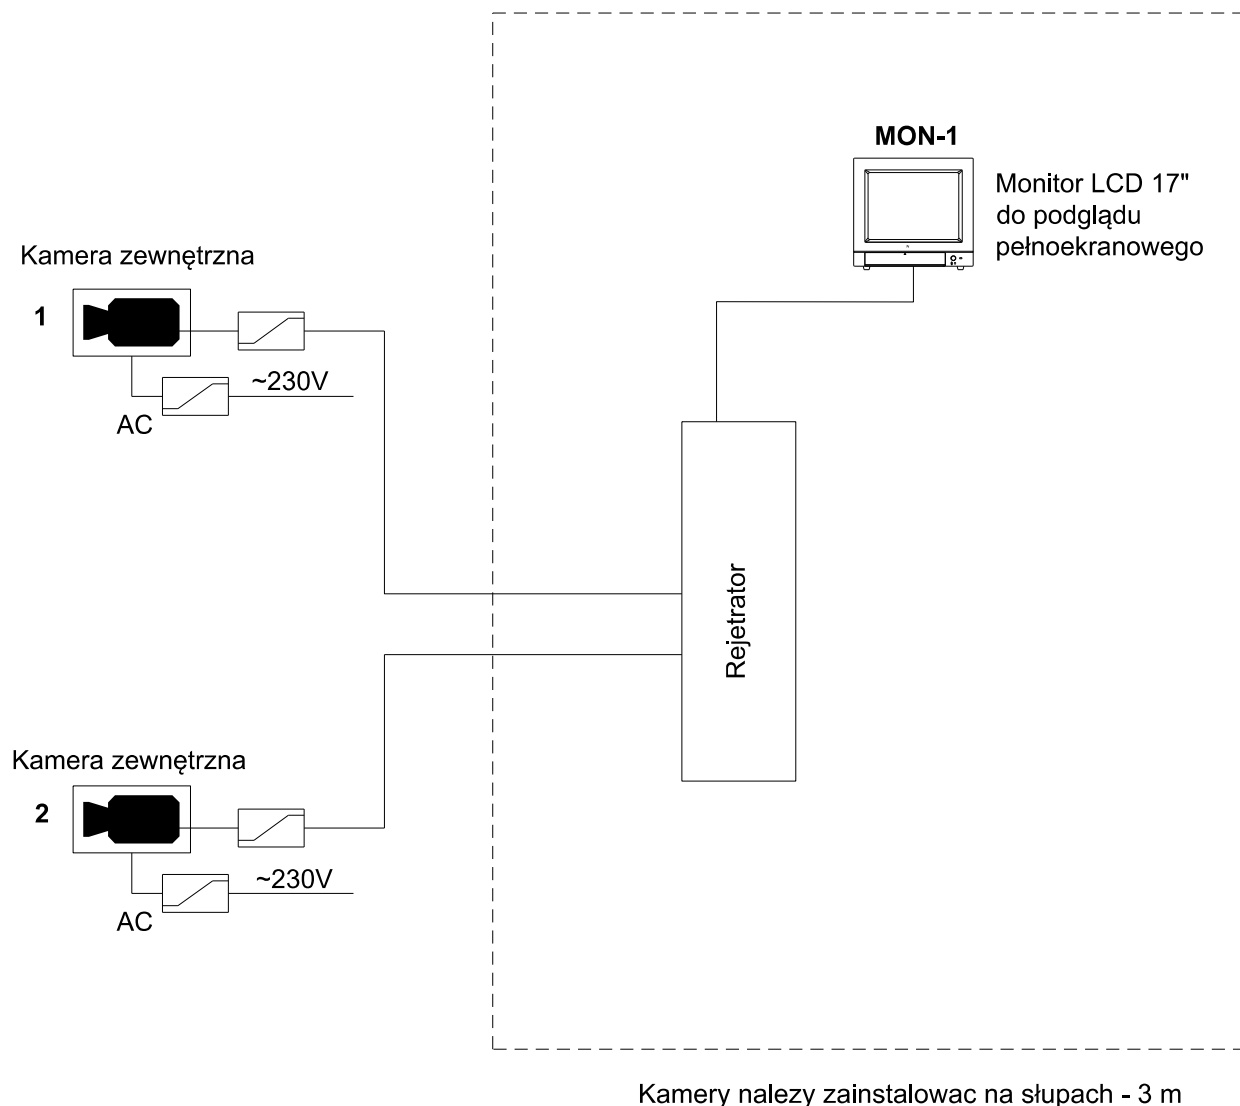 MON-1
Monitor LCD 17"
do podglądu
pełnoekranowego
Kamera zewnętrzna
1
~230V
AC
Rejetrator
Kamera zewnętrzna
2
~230V
AC
Kamery nalezy zainstalowac na słupach - 3 m